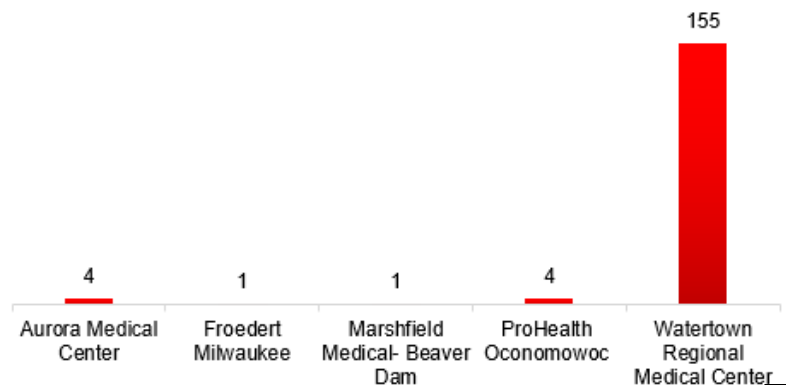 155
4
1
1
4
Aurora Medical
Center
Froedert
Milwaukee
Marshfield
Medical- Beaver
Dam
ProHealth
Oconomowoc
Watertown
Regional
Medical Center